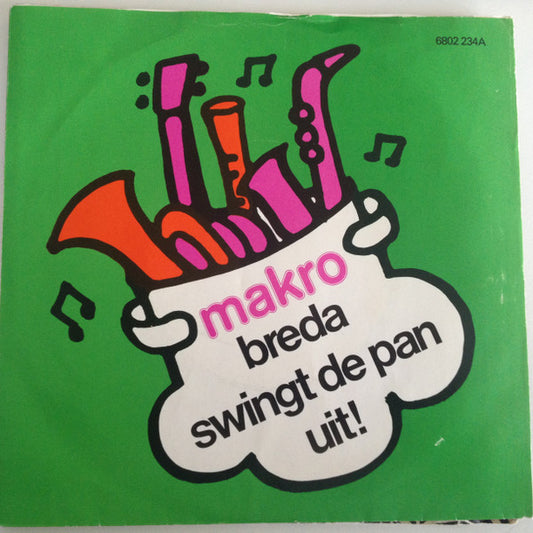 6802 234A
makro
breda
swingt de pan
uit!